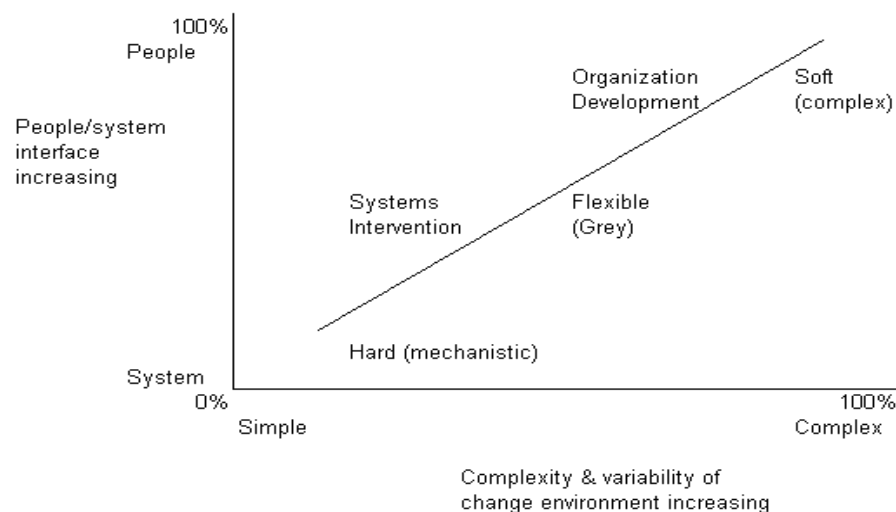 100%
People
People/system
interface
increasing
Organization
Development
Soft
(complex)
Systems
Intervention
Flexible
(Grey)
Hard (mechanistic)
System
0%
100%
Simple
Complex
Complexity & variability of
change environment increasing